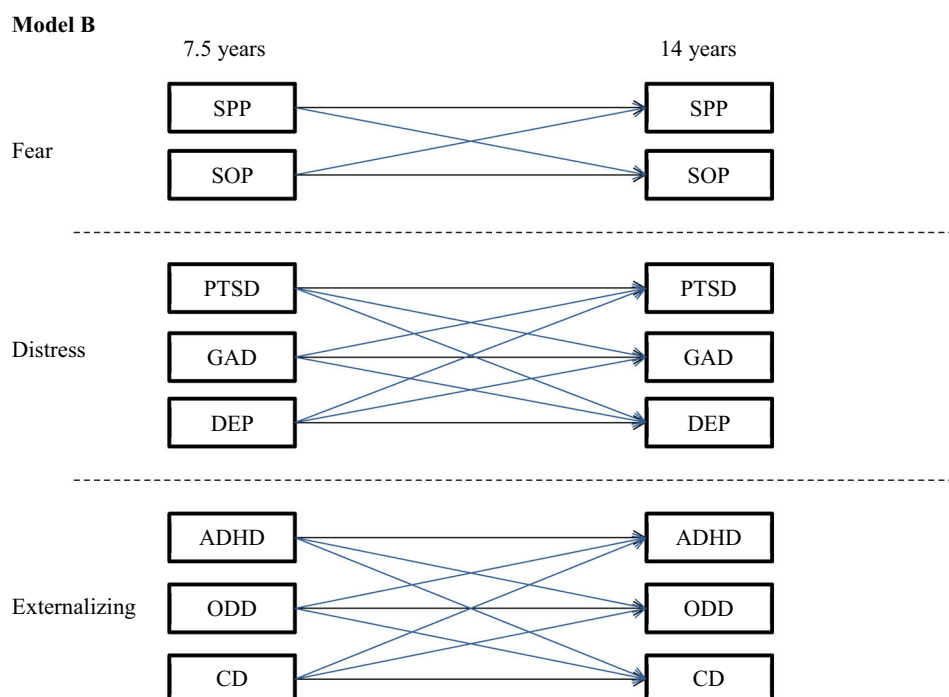 Model B
7.5 years 14 years
SPP SPP
Fear
SOP SOP
PTSD PTSD
Distress GAD GAD
DEP DEP
ADHD ADHD
Externalizing ODD ODD
CD CD